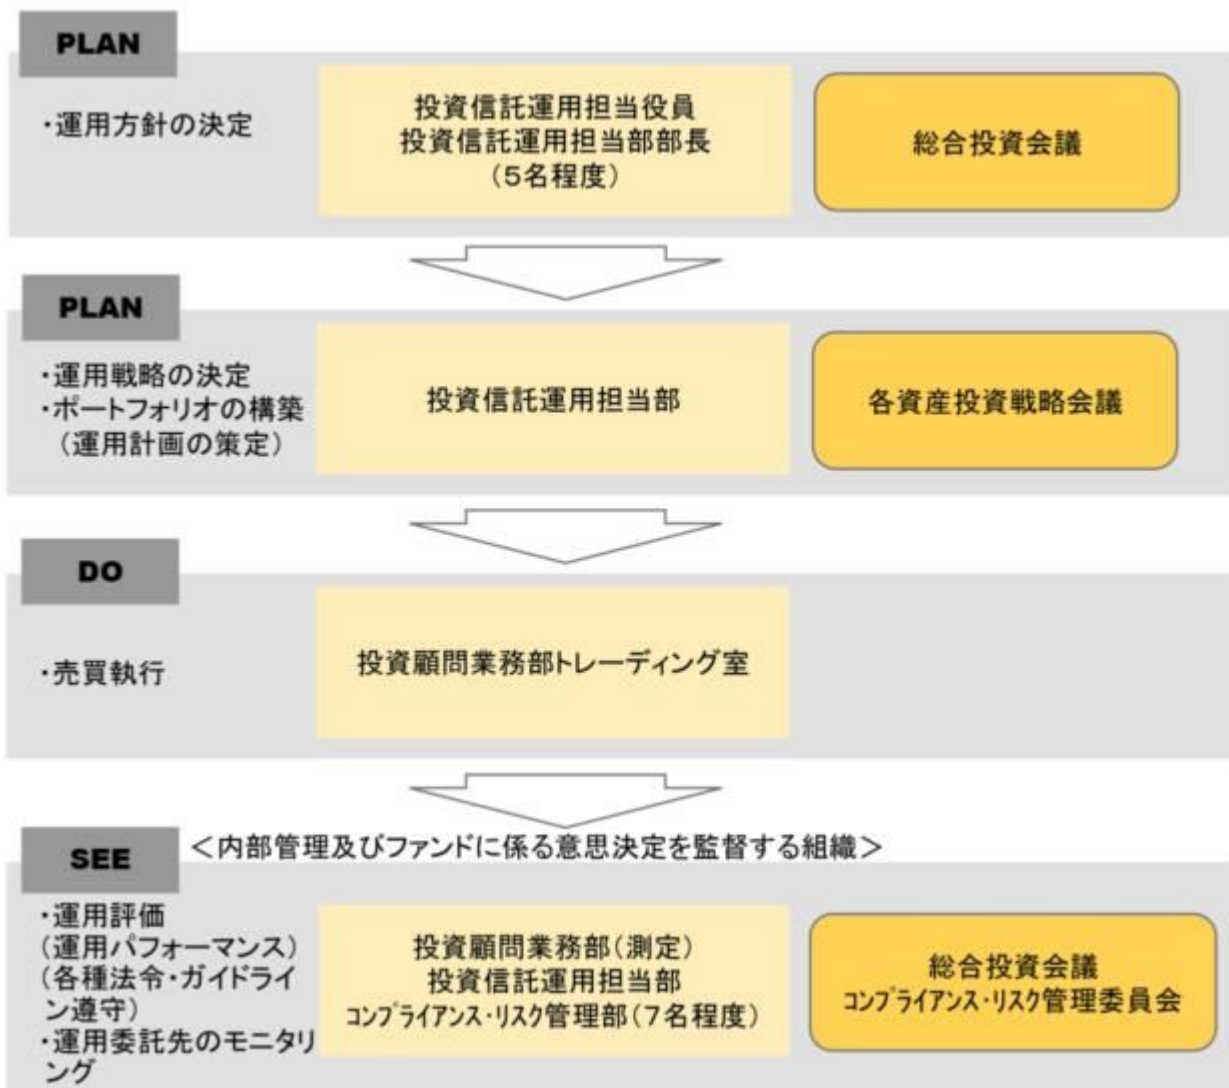 PLAN
・運用方針の決定
投資信託運用担当役員
投資信託運用担当部部長
(5名程度)
総合投資会議
PLAN
・運用戦略の決定
・ポートフォリオの構築
(運用計画の策定)
投資信託運用担当部
各資産投資戦略会議
DO
・売買執行
投資顧問業務部トレーディング室
SEE
<内部管理及びファンドに係る意思決定を監督する組織>
・運用評価
(運用パフォーマンス)
(各種法令・ガイドライ
ン遵守)
・運用委託先のモニタリ
ング
投資顧問業務部(測定)
投資信託運用担当部
コンプライアンス・リスク管理部(7名程度)
総合投資会議
コンプライアンス・リスク管理委員会